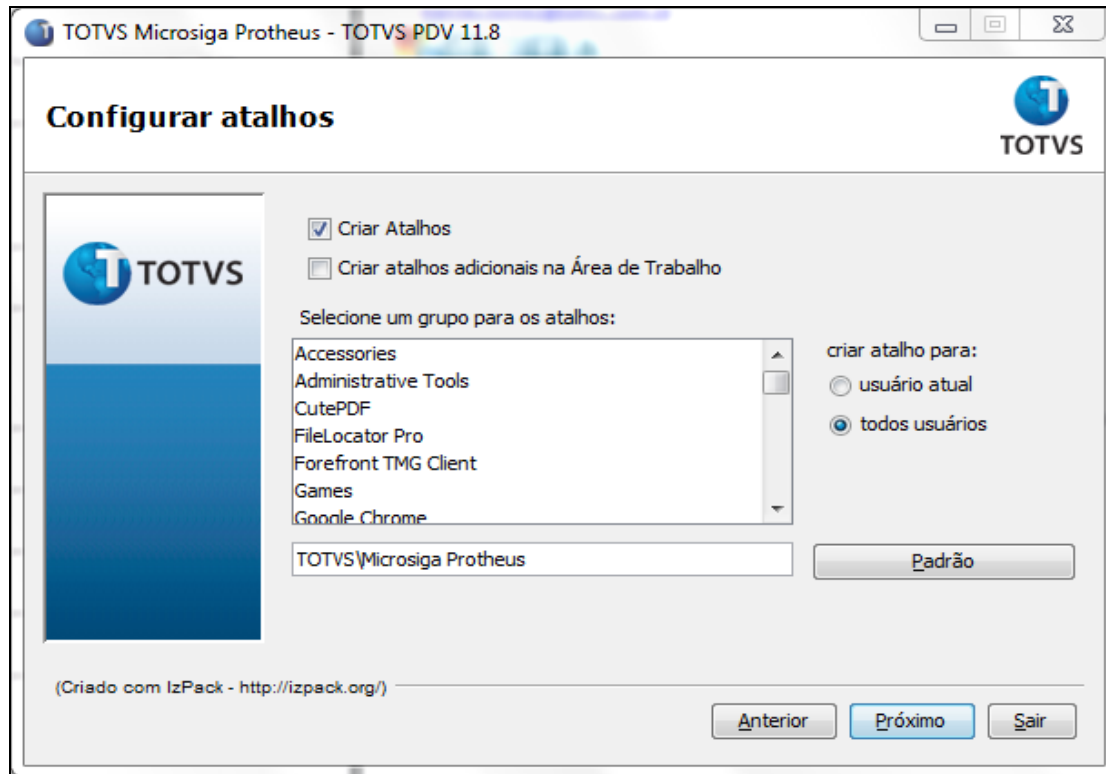 TOTVS Microsiga Protheus - TOTVS PDV 11.8
Configurar atalhos
TOTVS
TOTVS
Criar Atalhos
Criar atalhos adicionais na Área de Trabalho
Selecione um grupo para os atalhos:
Accessories
Administrative Tools
CutePDF
FileLocator Pro
Forefront TMG Client
Games
Google Chrome
criar atalho para:
usuário atual
todos usuários
TOTVS\Microsiga Protheus
Padrão
(Criado com IzPack - http://izpack.org/)
Anterior
Próximo
Sair